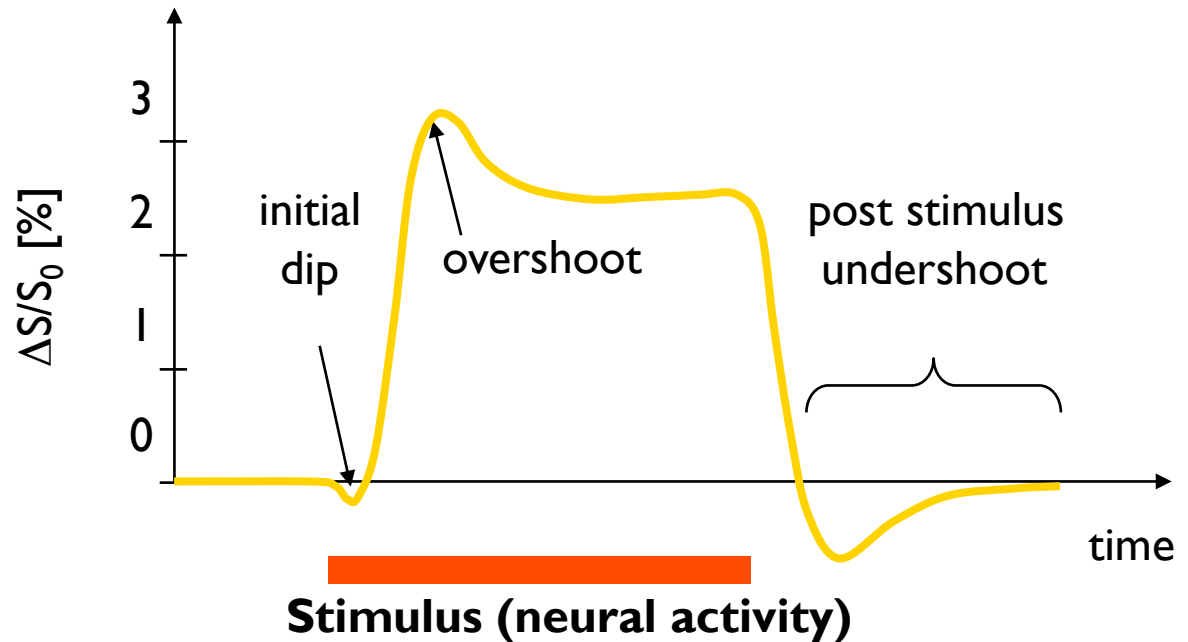 3
2
1
0
ΔS/S₀ [%]
initial
dip
overshoot
post stimulus
undershoot
time
Stimulus (neural activity)